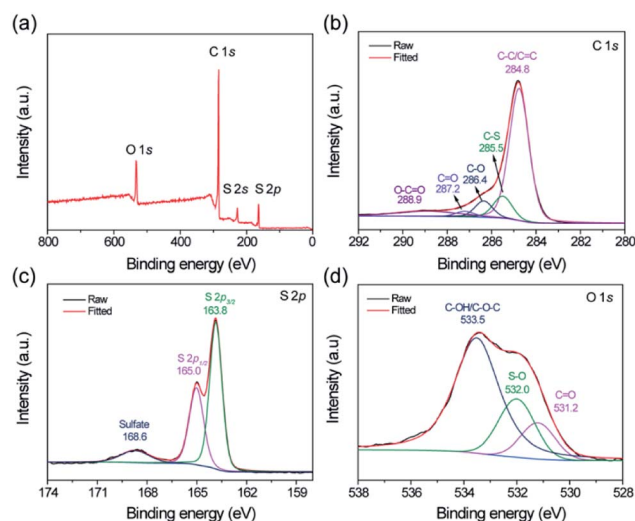 (a)
C 1s
O 1s
S 2s
S 2p
Intensity (a.u.)
800 600 400 200 0
Binding energy (eV)
(b)
C 1s
Raw
Fitted
C-C/C=C
284.8
C-S
285.5
C-O
286.4
C=O
287.2
O-C=O
288.9
Intensity (a.u.)
292 290 288 286 284 282 280
Binding energy (eV)
(c)
S 2p
Raw
Fitted
S 2p3/2
163.8
S 2p1/2
165.0
Sulfate
168.6
Intensity (a.u.)
174 171 168 165 162 159
Binding energy (eV)
(d)
O 1s
Raw
Fitted
C-OH/C-O-C
533.5
S-O
532.0
C=O
531.2
Intensity (a.u)
538 536 534 532 530 528
Binding energy (eV)